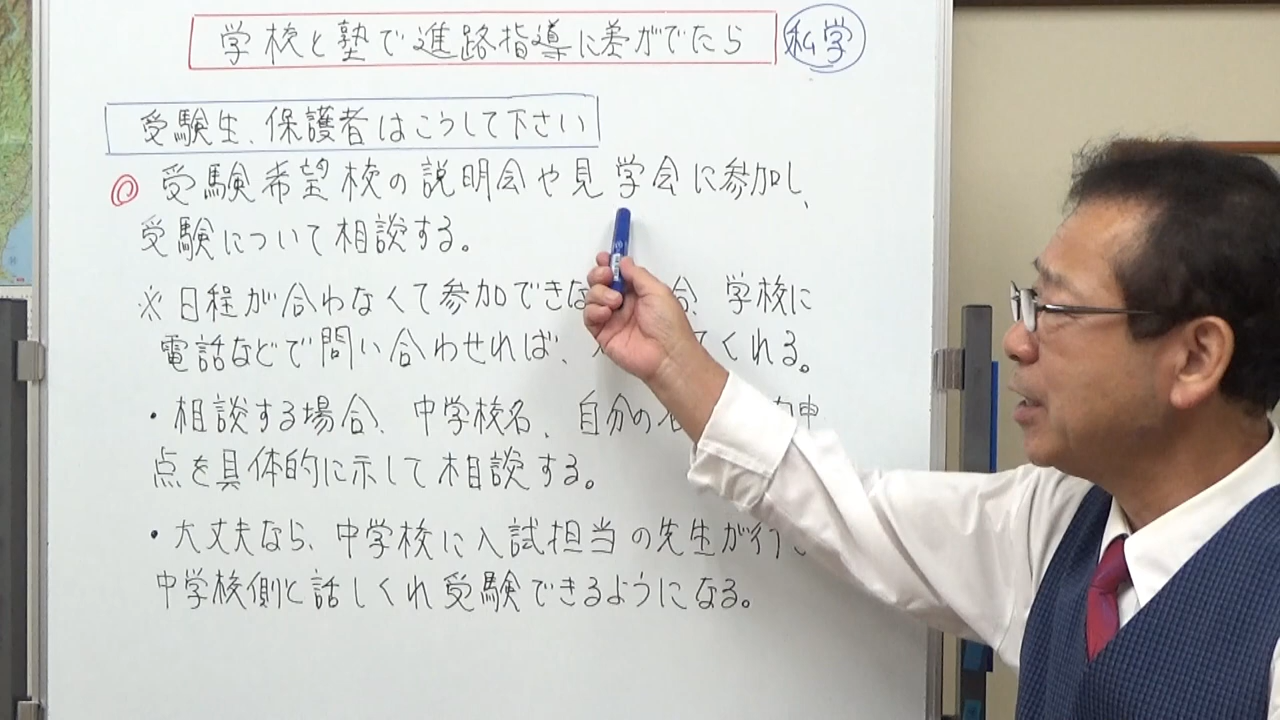 学校と塾で進路指導に差がでたら 私学
受験生、保護者はこうして下さい
◎ 受験希望校の説明会や見学会に参加し、
受験について相談する。
※日程が合わなくて参加できな 合、学校に
電話などで問い合わせれば、 てくれる。
・相談する場合、中学校名、自分の名
点を具体的に示して相談する。
・大丈夫なら、中学校に入試担当の先生が行
中学校側と話しくれ受験できるようになる。